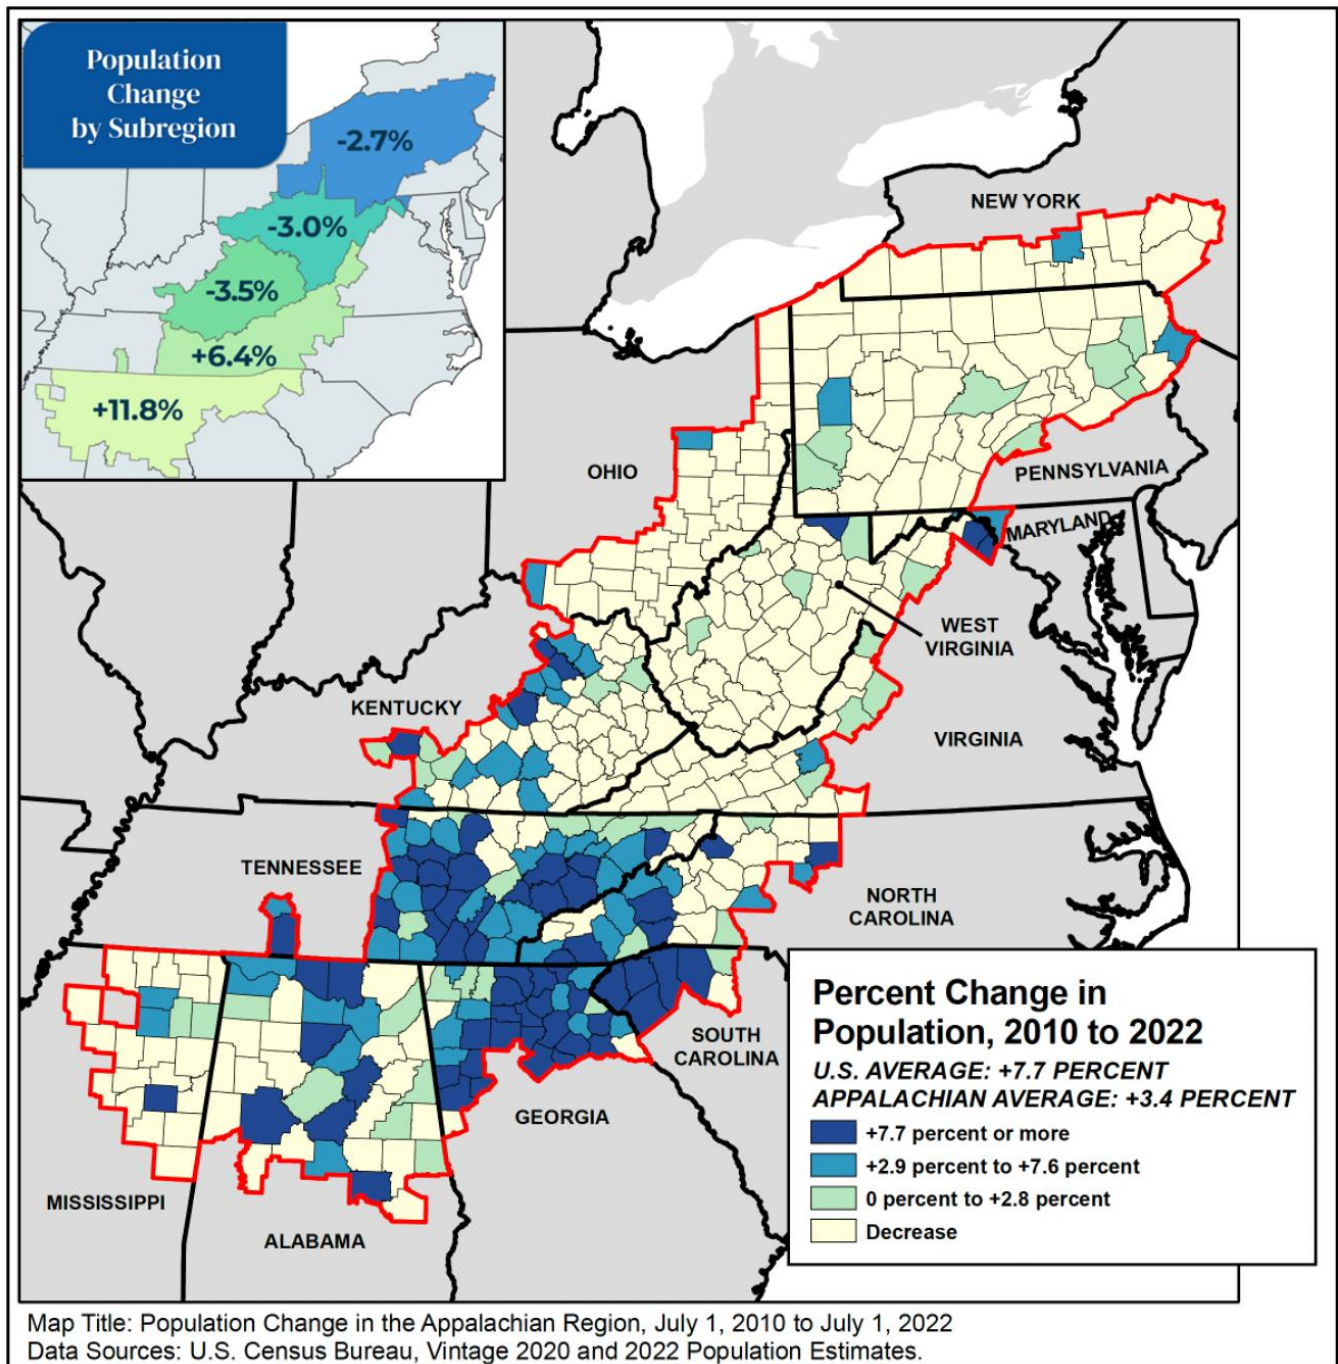 Population
Change
by Subregion
-2.7%
-3.0%
-3.5%
+6.4%
+11.8%
NEW YORK
OHIO
PENNSYLVANIA
MARYLAND
WEST
VIRGINIA
KENTUCKY
VIRGINIA
TENNESSEE
NORTH
CAROLINA
SOUTH
CAROLINA
GEORGIA
MISSISSIPPI
ALABAMA
Percent Change in
Population, 2010 to 2022
U.S. AVERAGE: +7.7 PERCENT
APPALACHIAN AVERAGE: +3.4 PERCENT
+7.7 percent or more
+2.9 percent to +7.6 percent
0 percent to +2.8 percent
Decrease
Map Title: Population Change in the Appalachian Region, July 1, 2010 to July 1, 2022
Data Sources: U.S. Census Bureau, Vintage 2020 and 2022 Population Estimates.